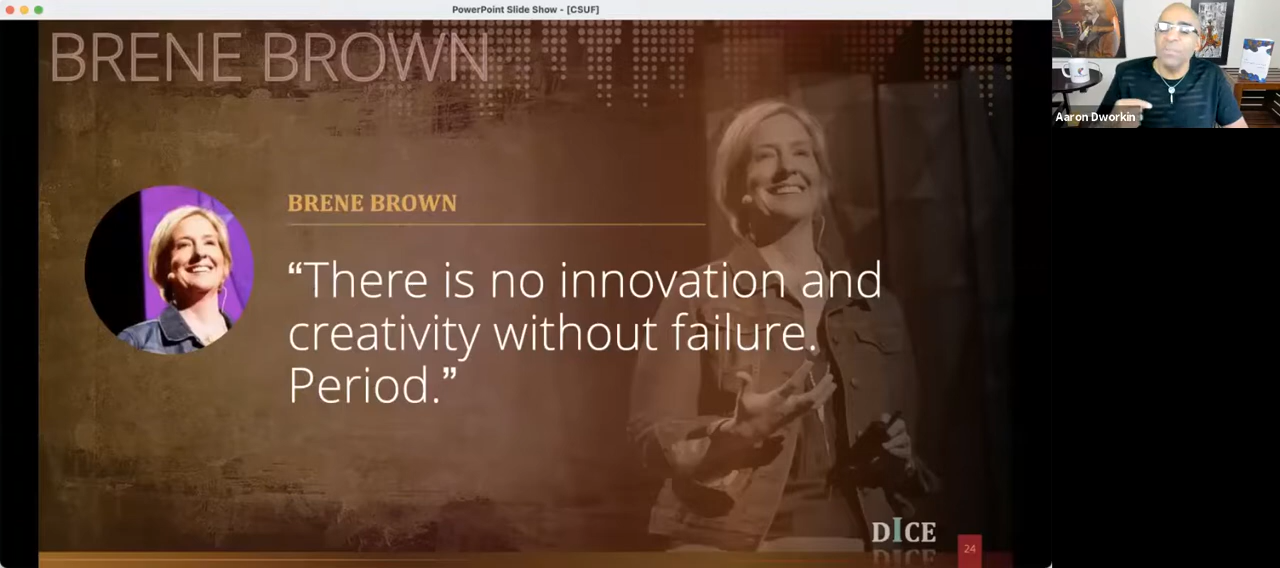 PowerPoint Slide Show - [CSUF]
BRENE BROWN
BRENE BROWN
“There is no innovation and
creativity without failure.
Period.”
DICE
24
Aaron Dworkin